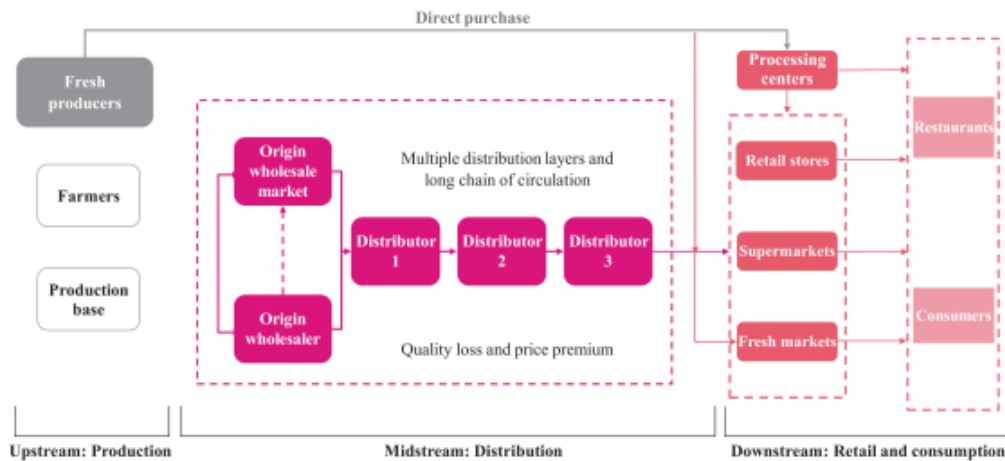 Direct purchase
Fresh
producers
Farmers
Production
base
Origin
wholesale
market
Origin
wholesaler
Multiple distribution layers and
long chain of circulation
Distributor
1
Distributor
2
Distributor
3
Quality loss and price premium
Processing
centers
Retail stores
Supermarkets
Fresh markets
Restaurants
Consumers
Upstream: Production
Midstream: Distribution
Downstream: Retail and consumption